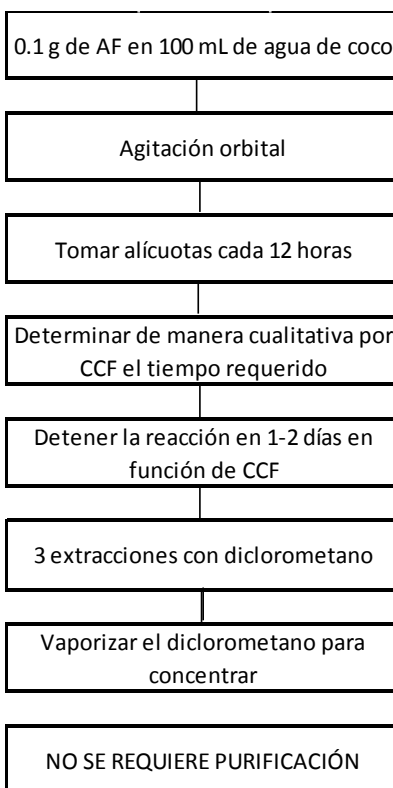 0.1 g de AF en 100 mL de agua de coco
Agitación orbital
Tomar alícuotas cada 12 horas
Determinar de manera cualitativa por
CCF el tiempo requerido
Detener la reacción en 1-2 días en
función de CCF
3 extracciones con diclorometano
Vaporizar el diclorometano para
concentrar
NO SE REQUIERE PURIFICACIÓN